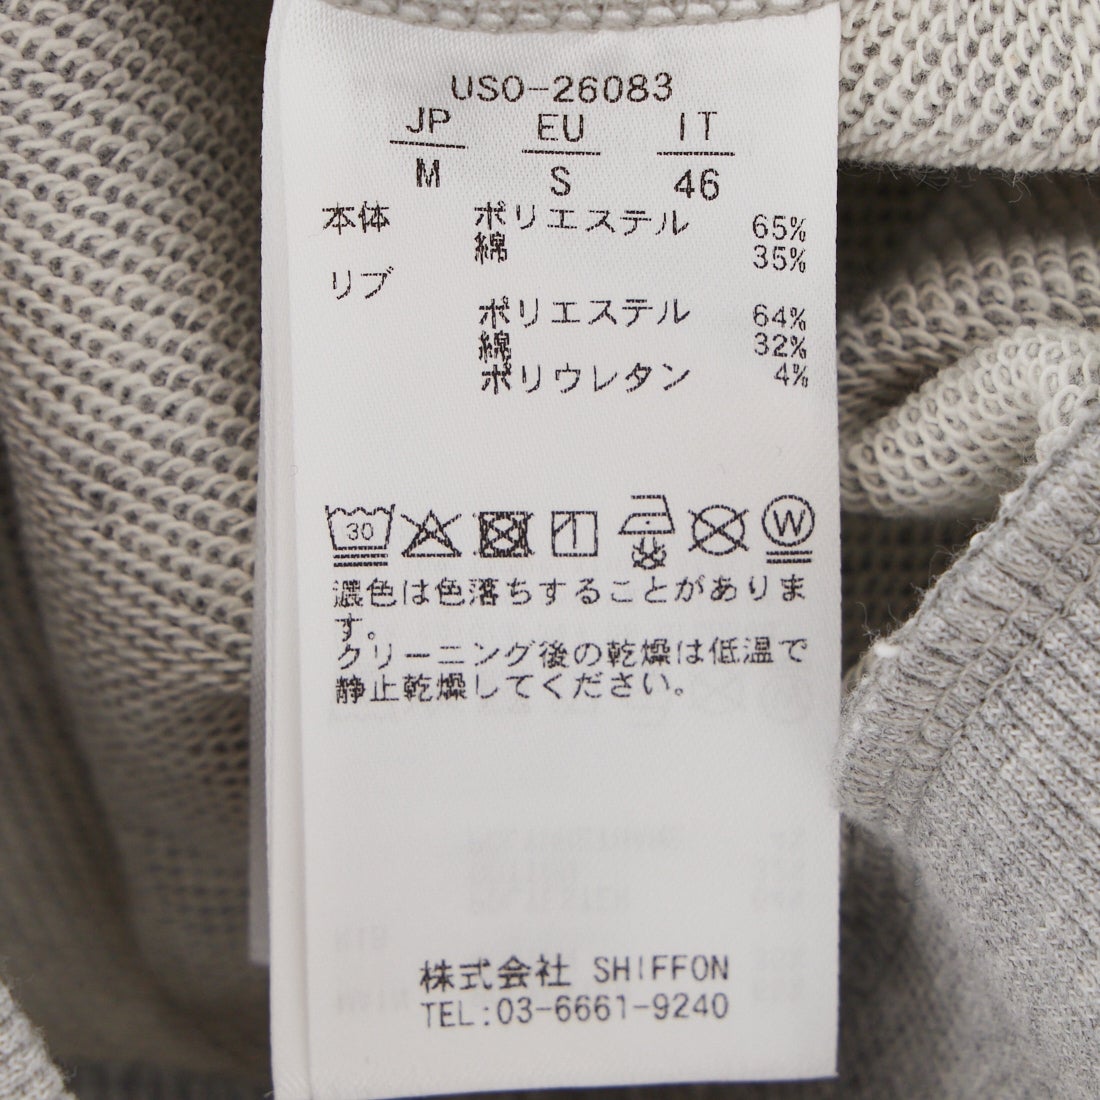 USO-26083
JP EU IT
M S 46
本体 ポリエステル 65%
綿 35%
リブ
ポリエステル 64%
綿 32%
ポリウレタン 4%
30 W
濃色は色落ちすることがありま
す。
クリーニング後の乾燥は低温で
静止乾燥してください。
株式会社 SHIFFON
TEL:03-6661-9240